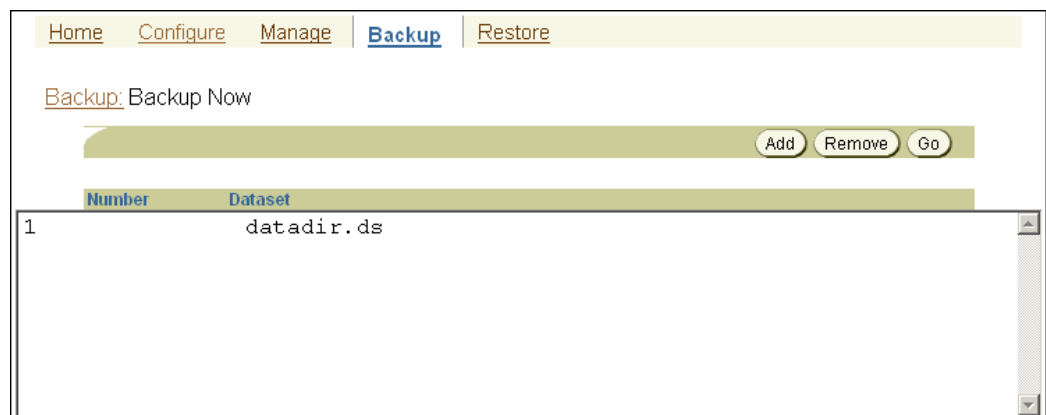 Home Configure Manage Backup Restore
Backup: Backup Now
Add Remove Go
Number Dataset
1 datadir.ds